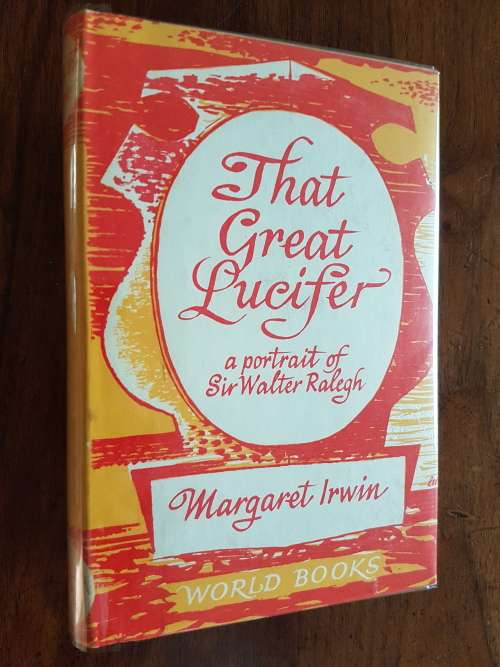 That
Great
Lucifer
a portrait of
Sir Walter Ralegh
Margaret Irwin
WORLD BOOKS